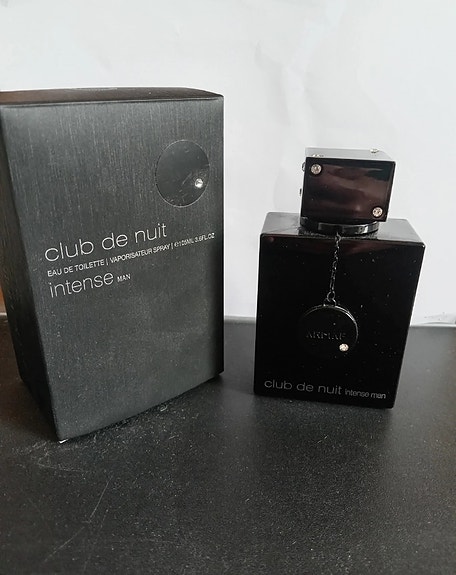 club de nuit
EAU DE TOILETTE | VAPORISATEUR SPRAY | ℮105ML 3.6FL.OZ
intense MAN
ARMAF
club de nuit intense man